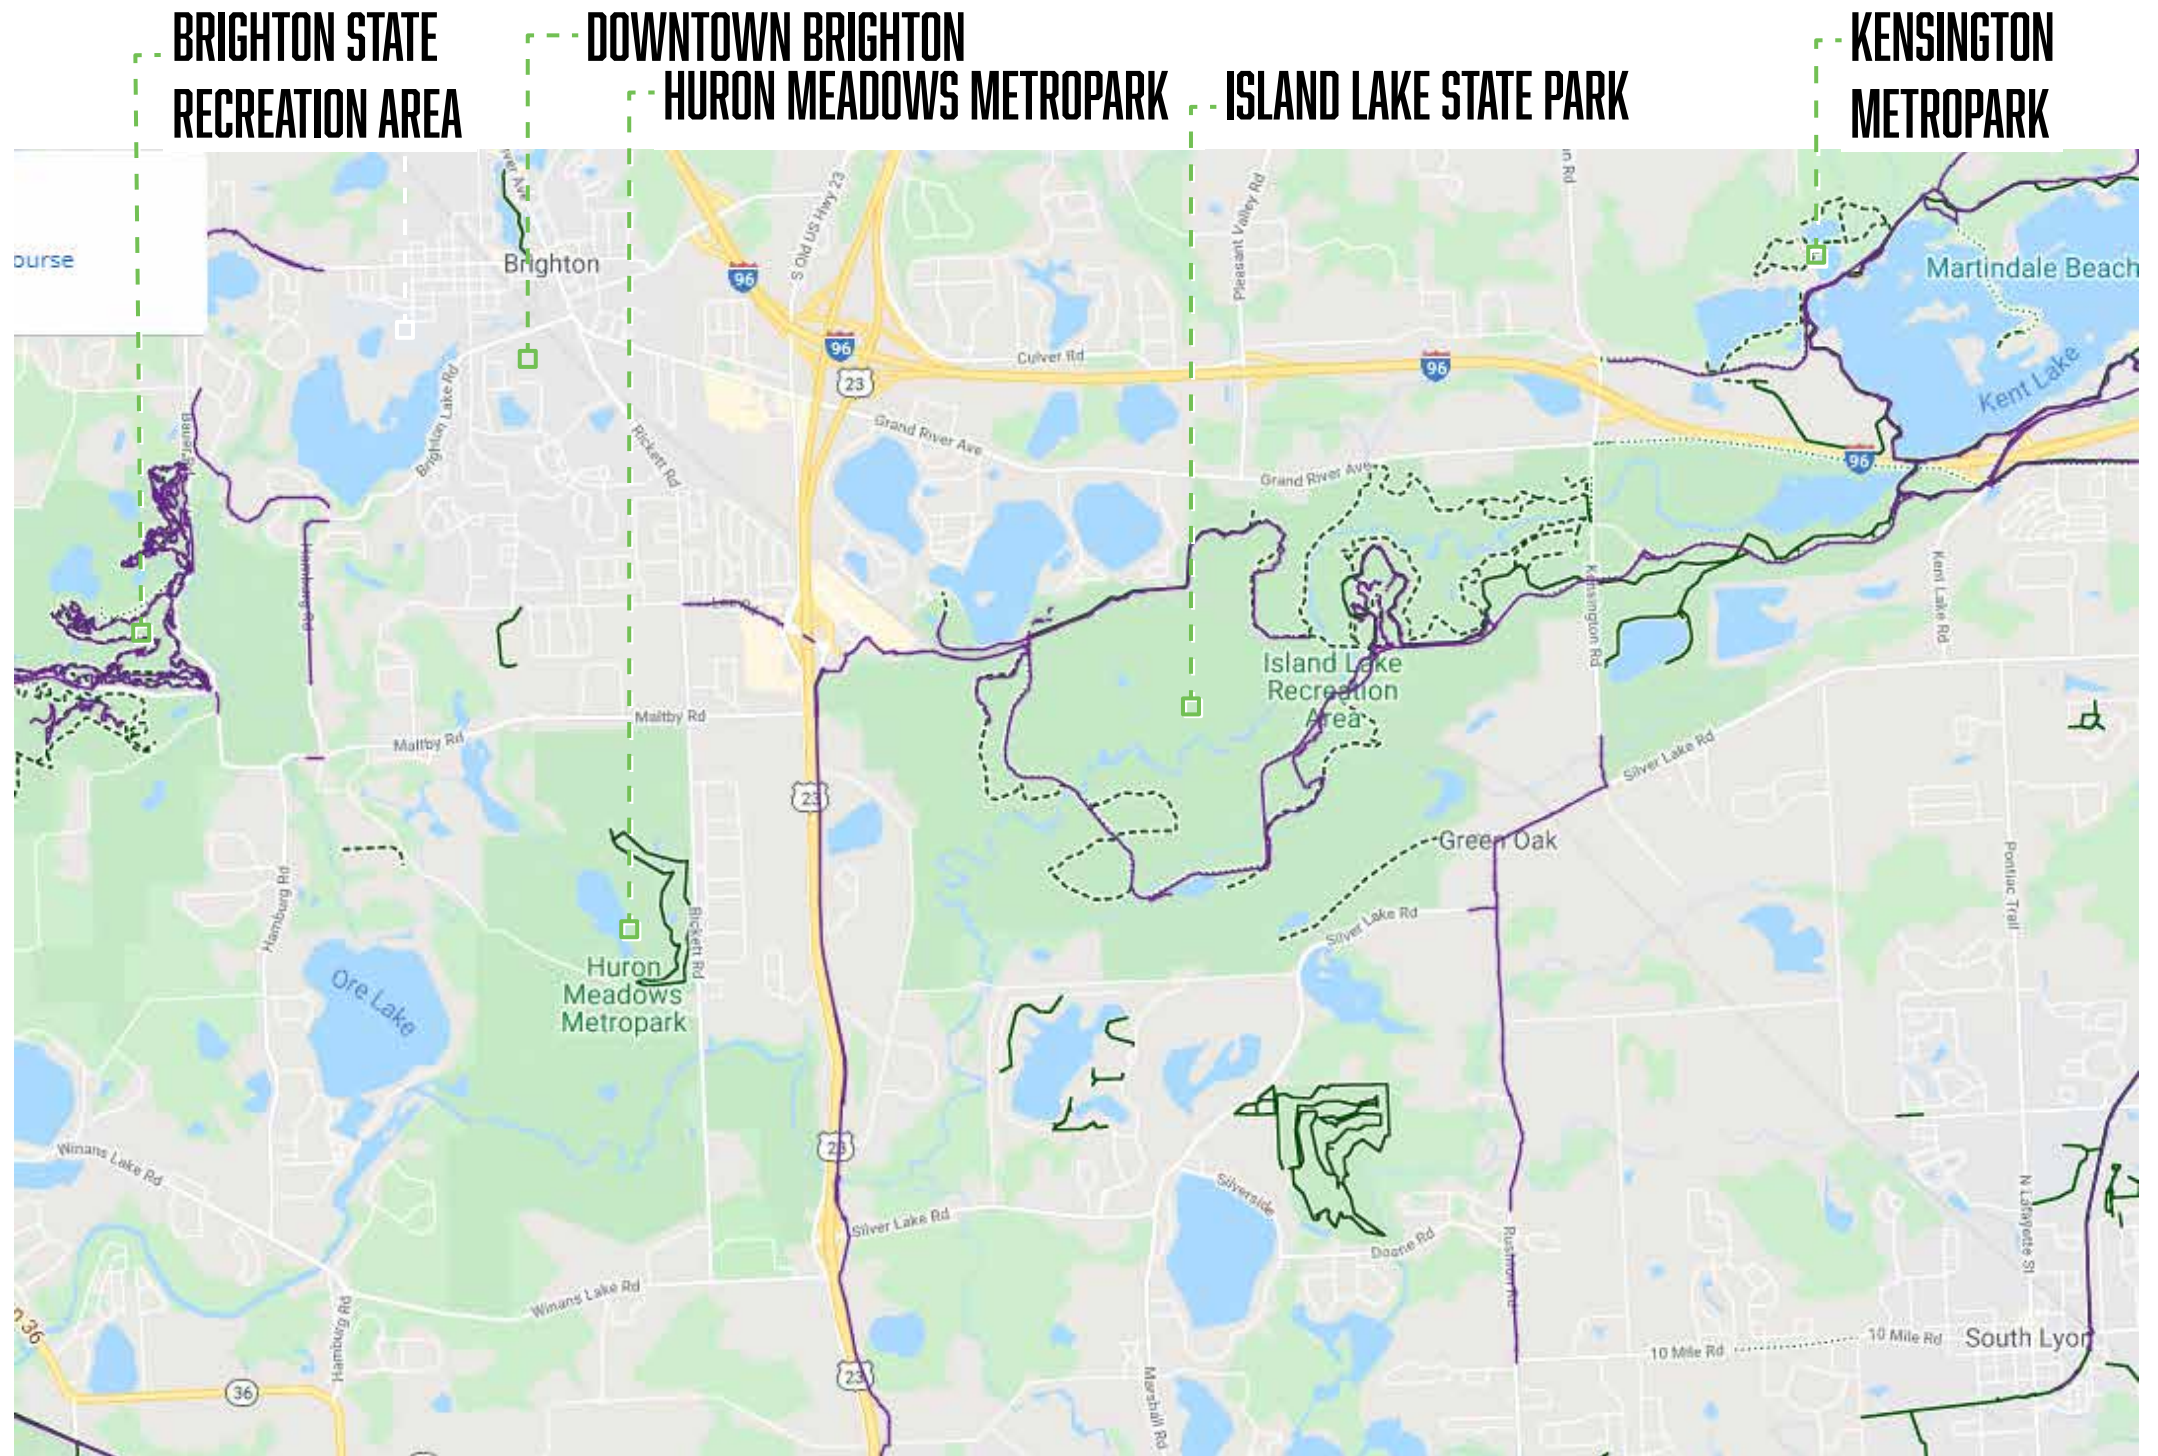 BRIGHTON STATE
RECREATION AREA
DOWNTOWN BRIGHTON
HURON MEADOWS METROPARK
ISLAND LAKE STATE PARK
KENSINGTON
METROPARK
ourse
Brighton
96
S Old US Hwy 23
Pleasant Valley Rd
n Rd
Martindale Beach
Kent Lake
96
23
Culver Rd
96
96
Brighton Lake Rd
Rickett Rd
Grand River Ave
Grand River Ave
Hamburg Rd
Kensington Rd
Kent Lake Rd
Island Lake
Recreation
Area
Maltby Rd
Maltby Rd
23
Silver Lake Rd
Green Oak
Pontiac Trail
Hamburg Rd
Rickett Rd
Silver Lake Rd
Ore Lake
Huron
Meadows
Metropark
23
Winans Lake Rd
Silverside
Silver Lake Rd
Doane Rd
Rushton Rd
N Lafayette St
Winans Lake Rd
36
Hamburg Rd
10 Mile Rd
10 Mile Rd
South Lyon
36
23
Marshall Rd